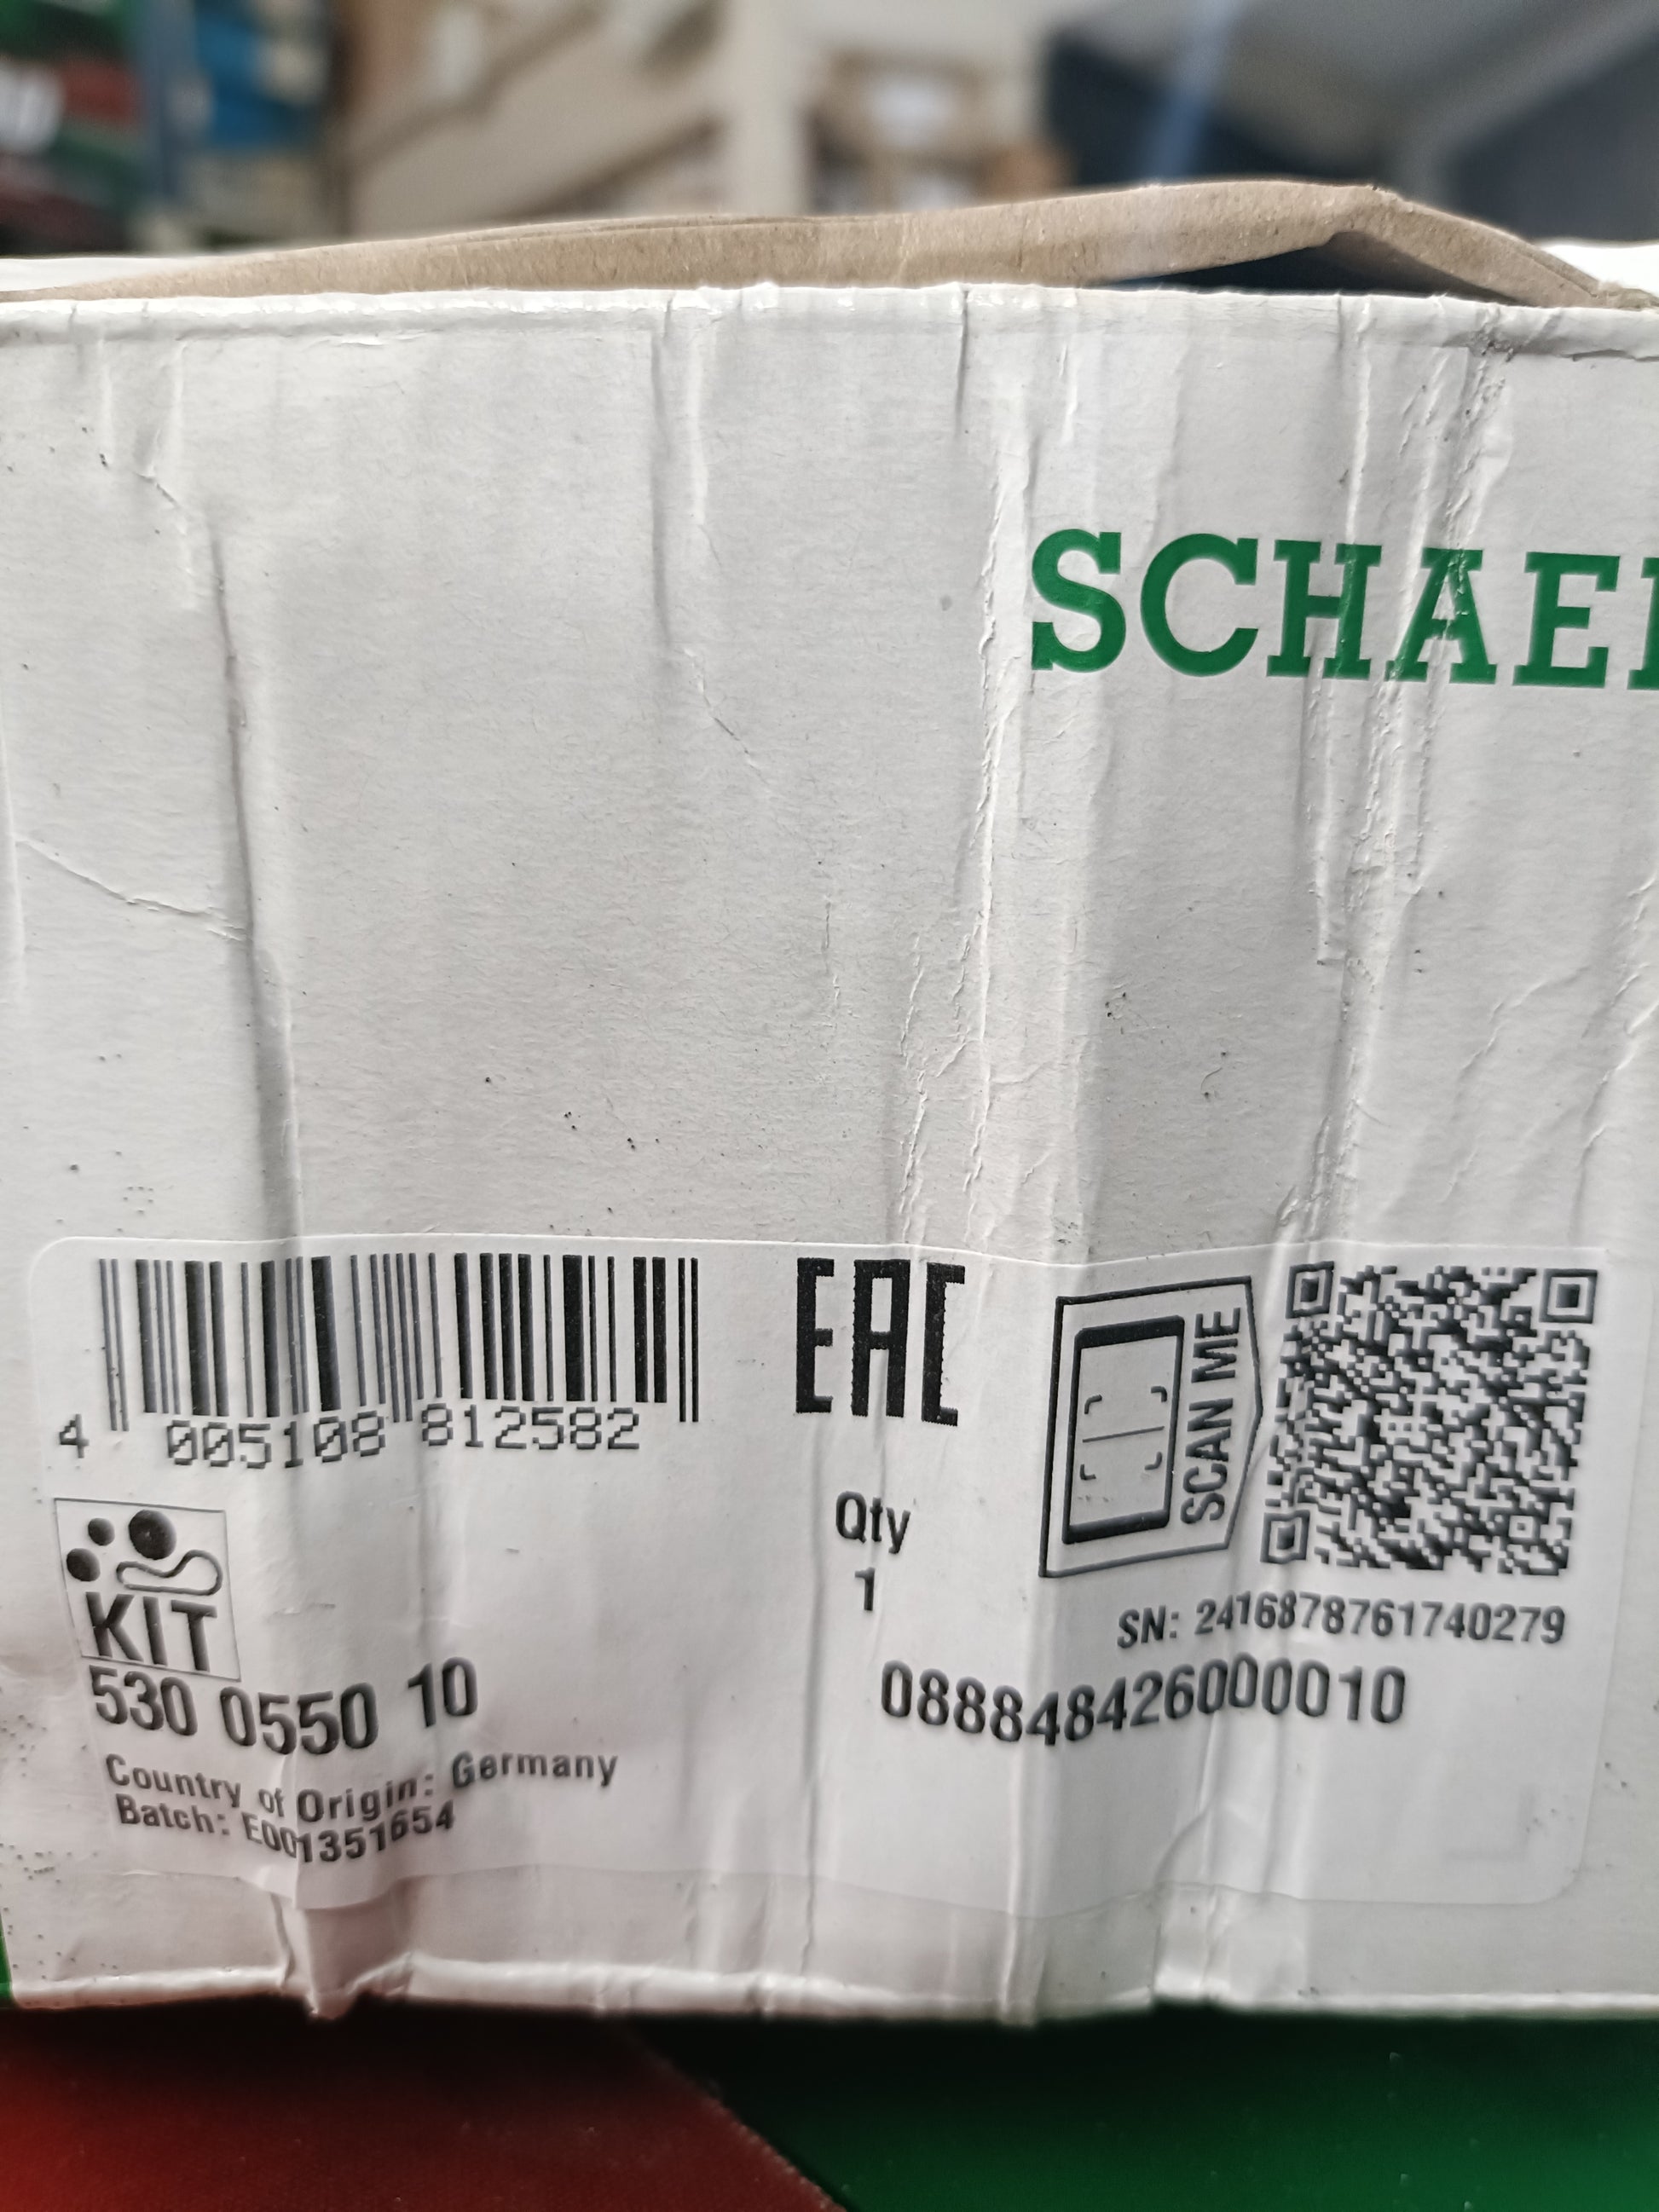 SCHAE
4 005108 812582
EAC
SCAN ME
Qty
1
KIT
SN: 2416878761740279
530 0550 10
088848426000010
Country of Origin: Germany
Batch: E001351654